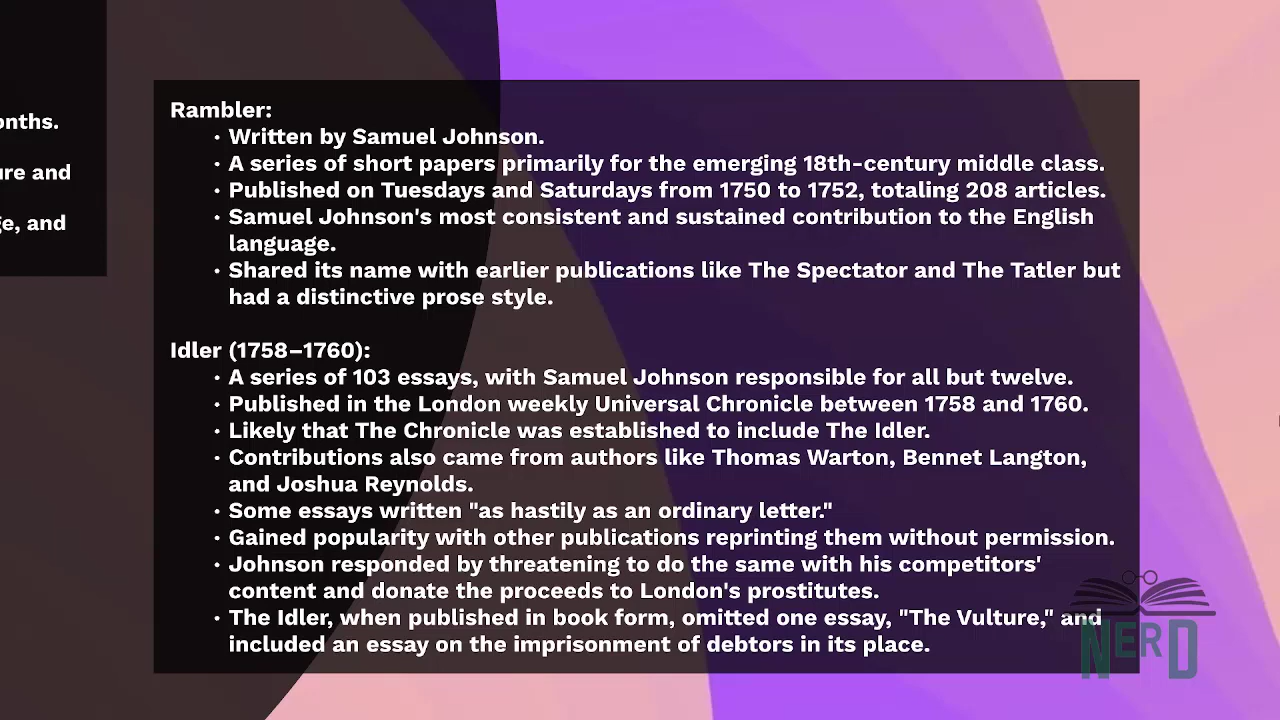 onths.
ure and
ge, and
Rambler:
• Written by Samuel Johnson.
• A series of short papers primarily for the emerging 18th-century middle class.
• Published on Tuesdays and Saturdays from 1750 to 1752, totaling 208 articles.
• Samuel Johnson's most consistent and sustained contribution to the English
language.
• Shared its name with earlier publications like The Spectator and The Tatler but
had a distinctive prose style.
Idler (1758–1760):
• A series of 103 essays, with Samuel Johnson responsible for all but twelve.
• Published in the London weekly Universal Chronicle between 1758 and 1760.
• Likely that The Chronicle was established to include The Idler.
• Contributions also came from authors like Thomas Warton, Bennet Langton,
and Joshua Reynolds.
• Some essays written "as hastily as an ordinary letter."
• Gained popularity with other publications reprinting them without permission.
• Johnson responded by threatening to do the same with his competitors'
content and donate the proceeds to London's prostitutes.
• The Idler, when published in book form, omitted one essay, "The Vulture," and
included an essay on the imprisonment of debtors in its place.
NERD